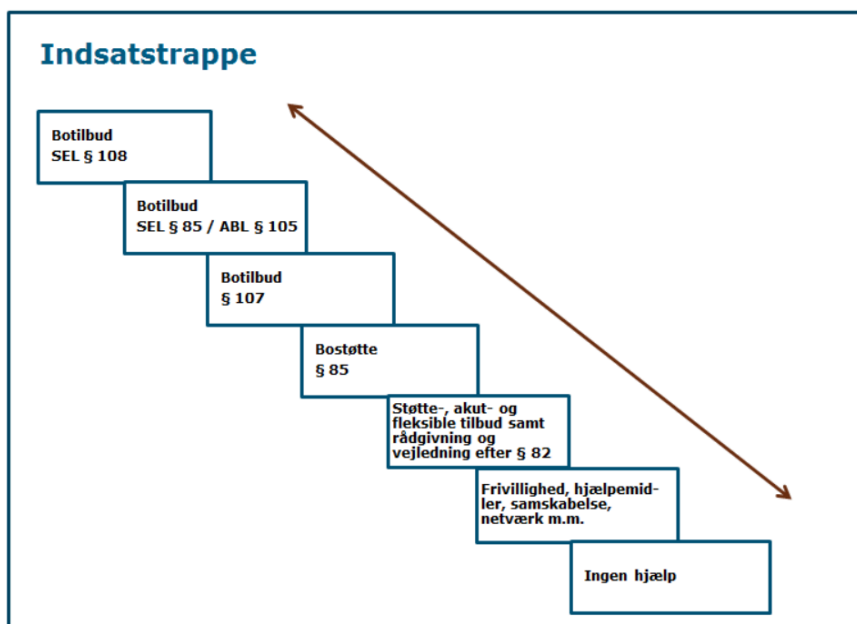 Indsatstrappe
Botilbud
SEL § 108
Botilbud
SEL § 85 / ABL § 105
Botilbud
§ 107
Bostøtte
§ 85
Støtte-, akut- og
fleksible tilbud samt
rådgivning og
vejledning efter § 82
Frivillighed, hjælpemid-
ler, samskabelse,
netværk m.m.
Ingen hjælp